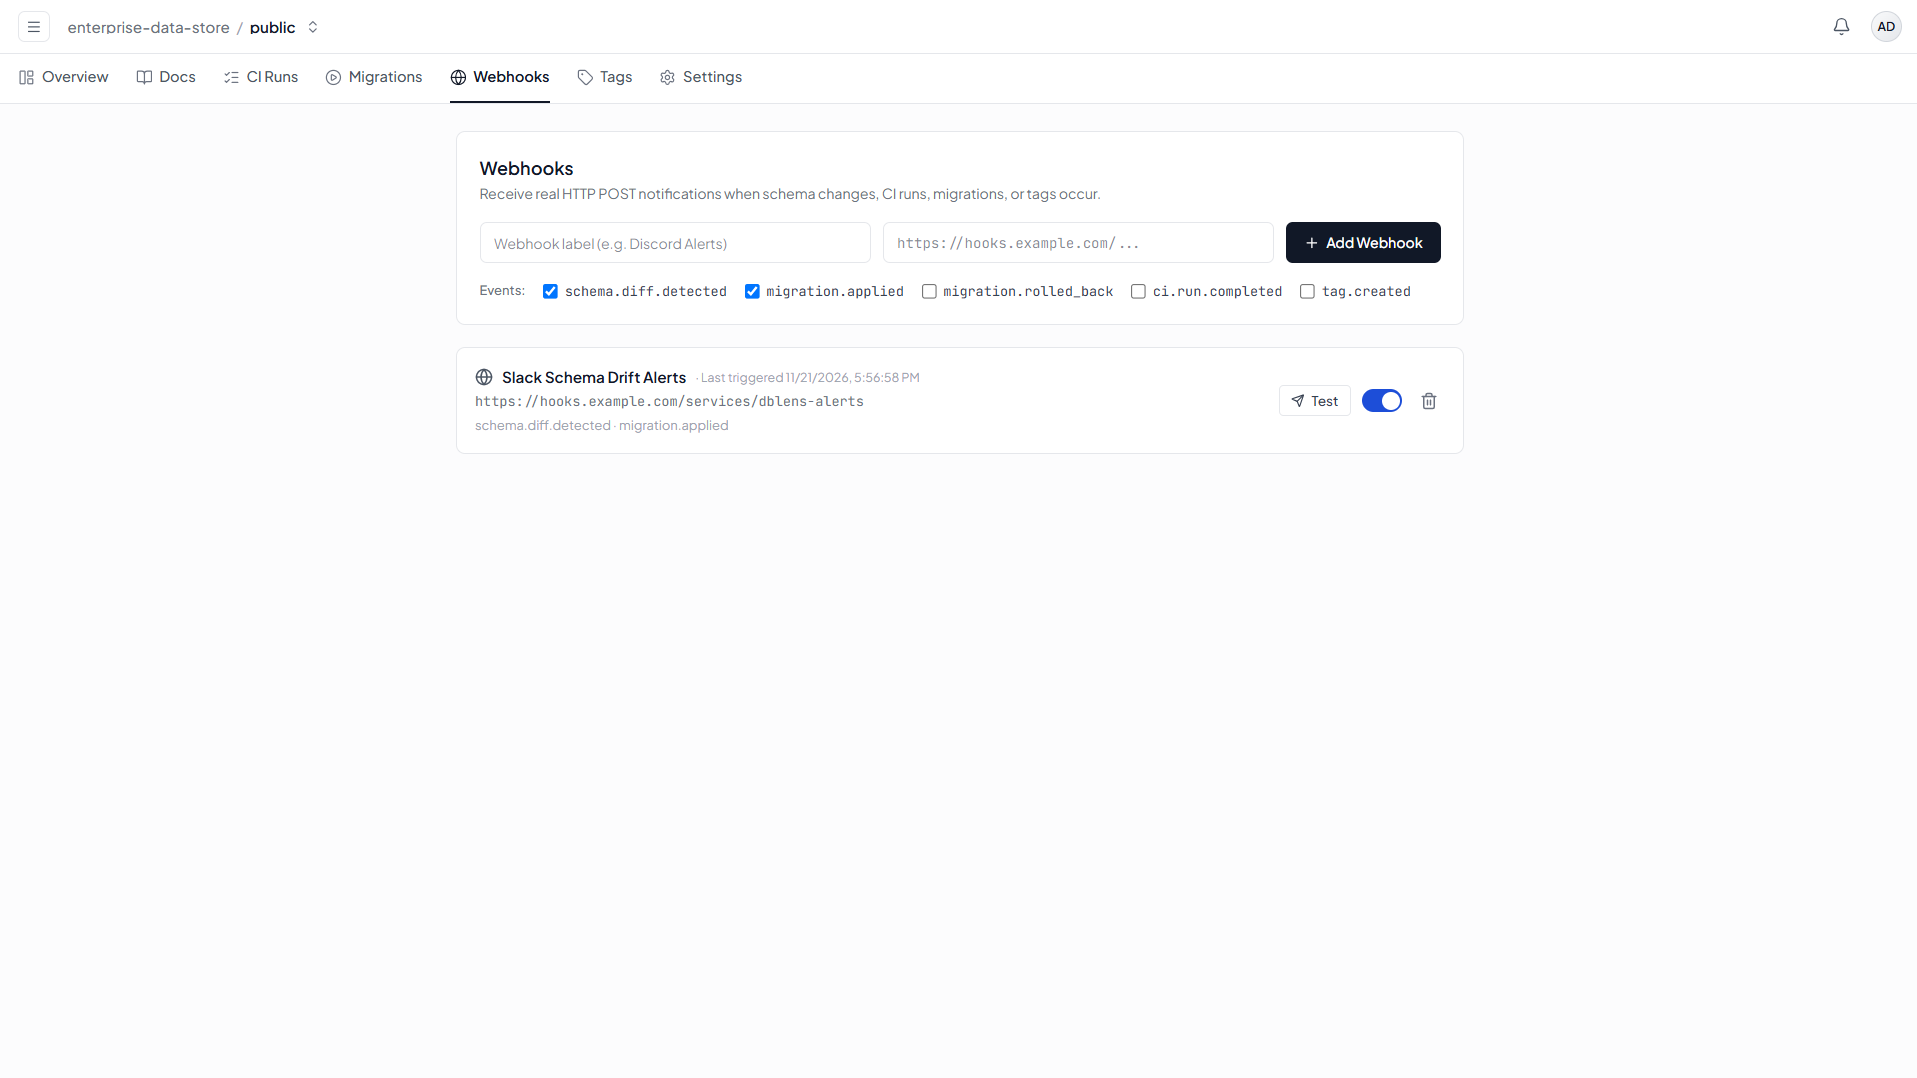 enterprise-data-store / public
AD
Overview
Docs
CI Runs
Migrations
Webhooks
Tags
Settings
Webhooks
Receive real HTTP POST notifications when schema changes, CI runs, migrations, or tags occur.
Webhook label (e.g. Discord Alerts)
https://hooks.example.com/...
Add Webhook
Events:
schema.diff.detected
migration.applied
migration.rolled_back
ci.run.completed
tag.created
Slack Schema Drift Alerts · Last triggered 11/21/2026, 5:56:58 PM
https://hooks.example.com/services/dblens-alerts
schema.diff.detected · migration.applied
Test